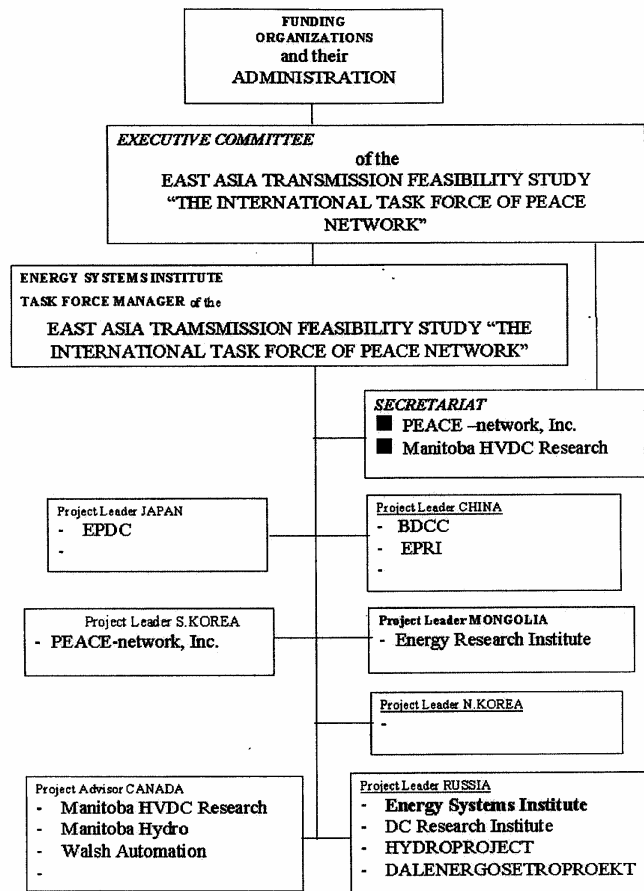 FUNDING
ORGANIZATIONS
and their
ADMINISTRATION
EXECUTIVE COMMITTEE
of the
EAST ASIA TRANSMISSION FEASIBILITY STUDY
“THE INTERNATIONAL TASK FORCE OF PEACE
NETWORK”
ENERGY SYSTEMS INSTITUTE
TASK FORCE MANAGER of the
EAST ASIA TRAMSMISSION FEASIBILITY STUDY “THE
INTERNATIONAL TASK FORCE OF PEACE NETWORK”
SECRETARIAT
■ PEACE –network, Inc.
■ Manitoba HVDC Research
Project Leader JAPAN
- EPDC
-
Project Leader CHINA
- BDCC
- EPRI
-
Project Leader S.KOREA
- PEACE-network, Inc.
Project Leader MONGOLIA
- Energy Research Institute
Project Leader N.KOREA
-
Project Advisor CANADA
- Manitoba HVDC Research
- Manitoba Hydro
- Walsh Automation
-
Project Leader RUSSIA
- Energy Systems Institute
- DC Research Institute
- HYDROPROJECT
- DALENERGOSETROPROEKT